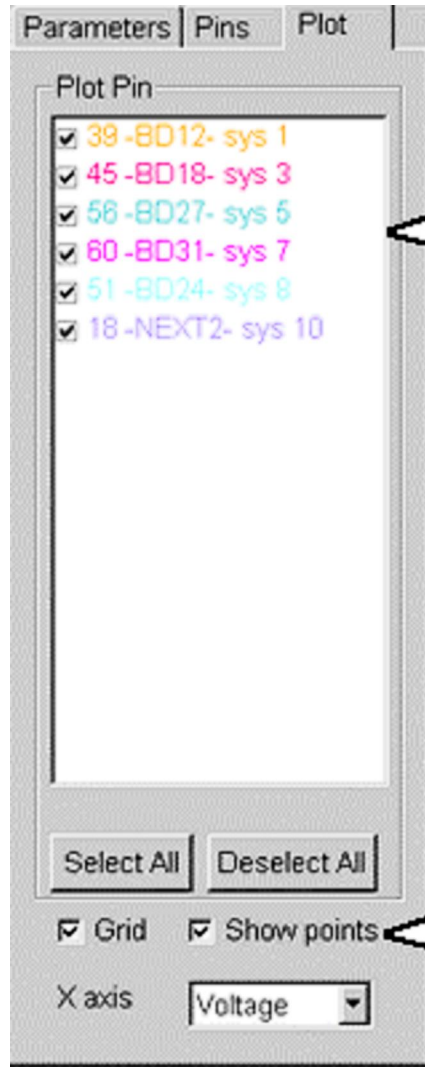 Parameters Pins Plot
Plot Pin
39 -BD12- sys 1
45 -BD18- sys 3
56 -BD27- sys 5
60 -BD31- sys 7
51 -BD24- sys 8
18 -NEXT2- sys 10
Select All Deselect All
Grid Show points
X axis Voltage